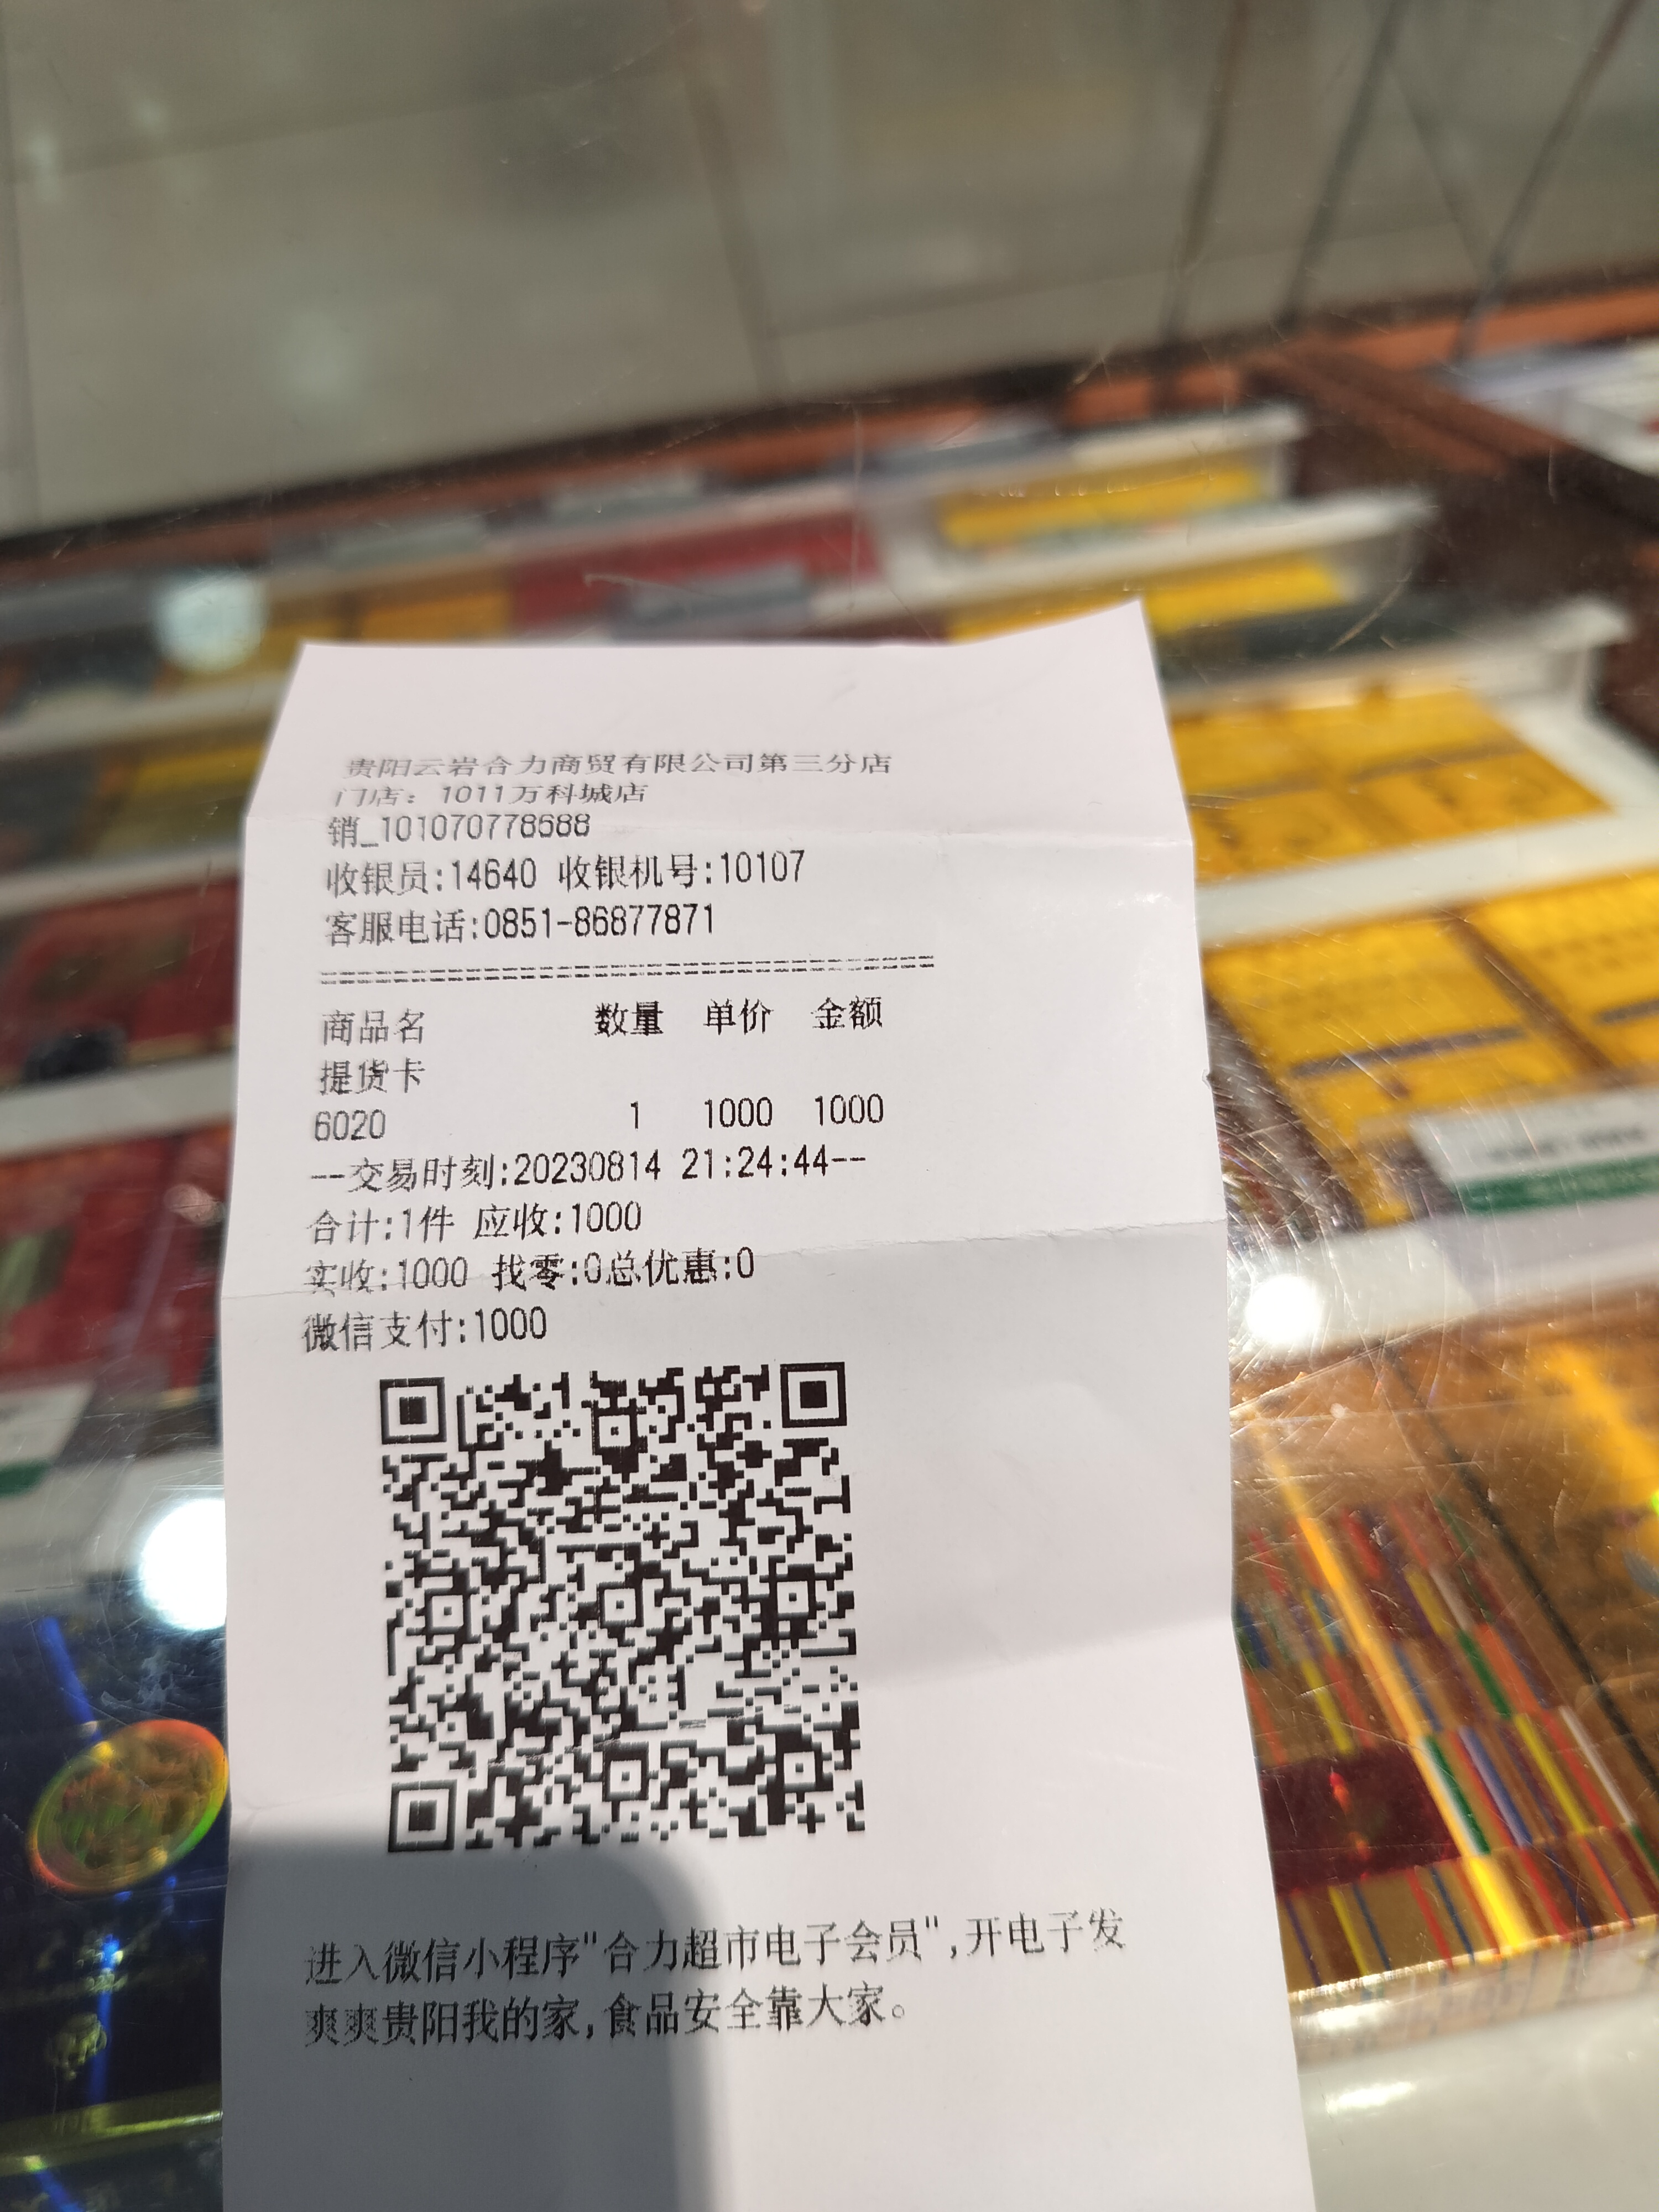 贵阳云岩合力商贸有限公司第三分店
门店：1011万科城店
销_101070778588
收银员:14640 收银机号:10107
客服电话:0851-86877871
商品名 数量 单价 金额
提货卡
6020 1 1000 1000
--交易时刻:20230814 21:24:44--
合计:1件 应收:1000
实收:1000 找零:0总优惠:0
微信支付:1000
进入微信小程序"合力超市电子会员",开电子发
爽爽贵阳我的家,食品安全靠大家。